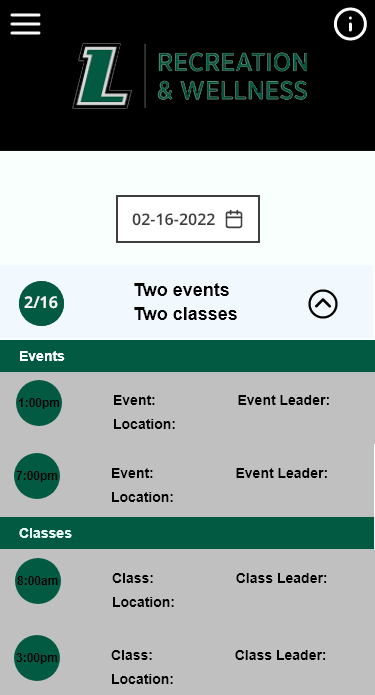 L RECREATION
& WELLNESS
02-16-2022
2/16
Two events
Two classes
Events
1:00pm
Event: Event Leader:
Location:
7:00pm
Event: Event Leader:
Location:
Classes
8:00am
Class: Class Leader:
Location:
3:00pm
Class: Class Leader:
Location: